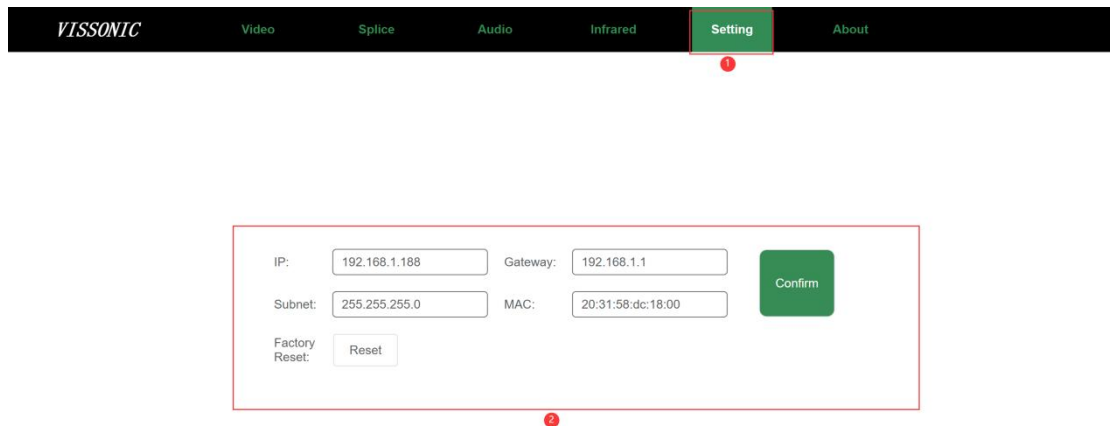 VISSONIC Video Splice Audio Infrared Setting About
1
IP: 192.168.1.188 Gateway: 192.168.1.1
Confirm
Subnet: 255.255.255.0 MAC: 20:31:58:dc:18:00
Factory
Reset: Reset
2